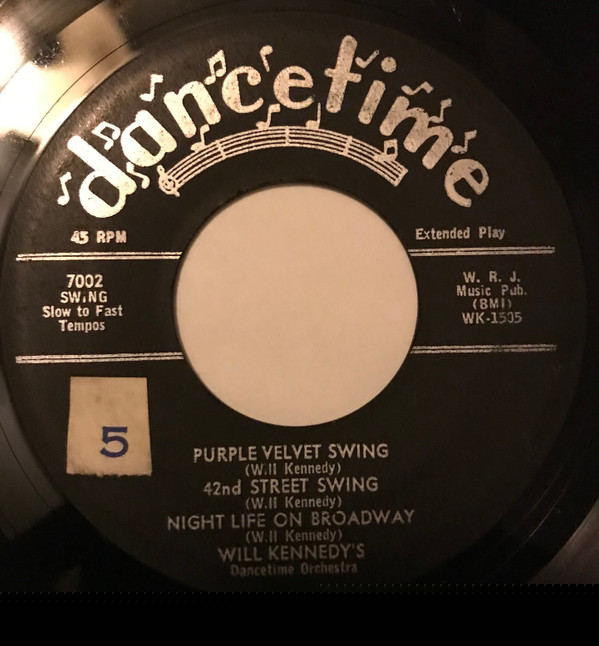 dancetime
45 RPM
Extended Play
7002
SWING
Slow to Fast
Tempos
W. R. J.
Music Pub.
(BMI)
WK-1505
5
PURPLE VELVET SWING
(Will Kennedy)
42nd STREET SWING
(Will Kennedy)
NIGHT LIFE ON BROADWAY
(Will Kennedy)
WILL KENNEDY'S
Dancetime Orchestra